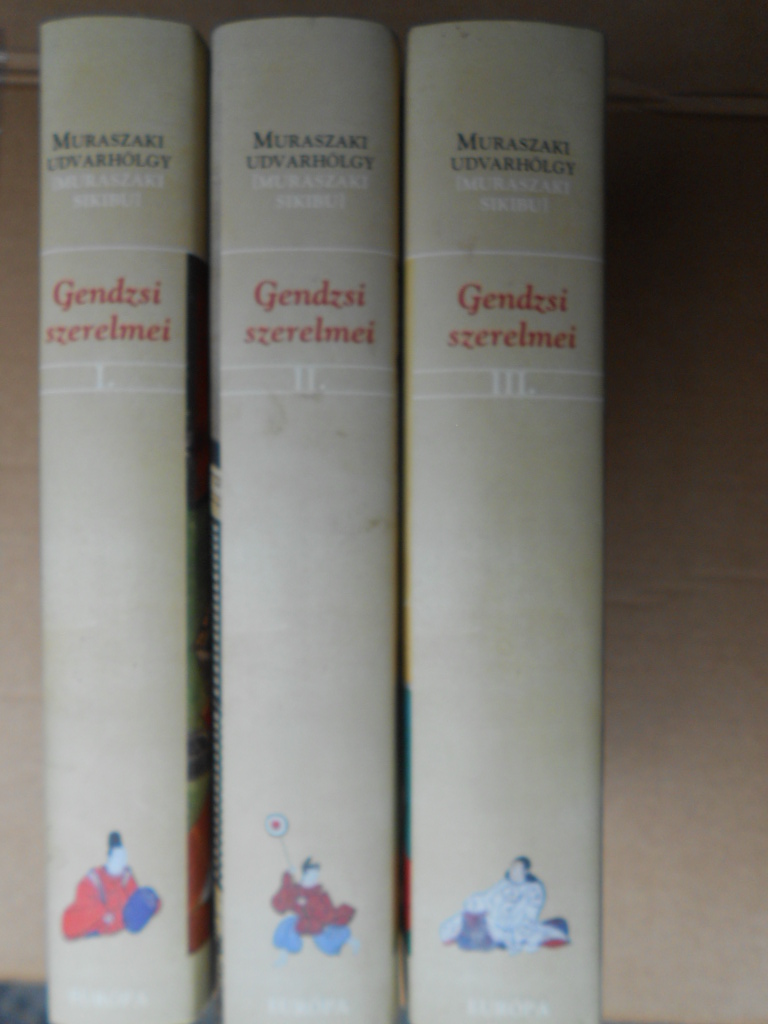 MURASZAKI
UDVARHÖLGY
[MURASZAKI
SIKIBU]
Gendzsi
szerelmei
I.
EURÓPA
MURASZAKI
UDVARHÖLGY
[MURASZAKI
SIKIBU]
Gendzsi
szerelmei
II.
EURÓPA
MURASZAKI
UDVARHÖLGY
[MURASZAKI
SIKIBU]
Gendzsi
szerelmei
III.
EURÓPA